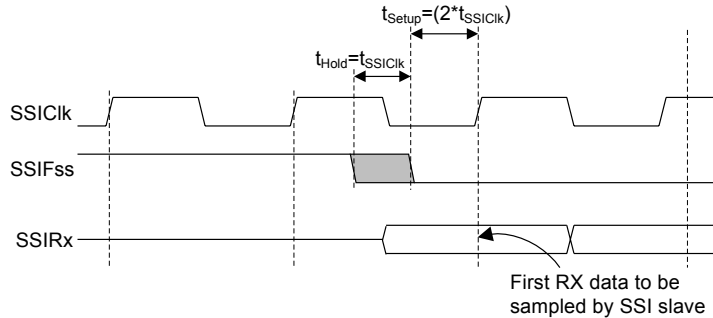 tSetup=(2*tSSIClk)
tHold=tSSIClk
SSIClk
SSIFss
SSIRx
First RX data to be
sampled by SSI slave